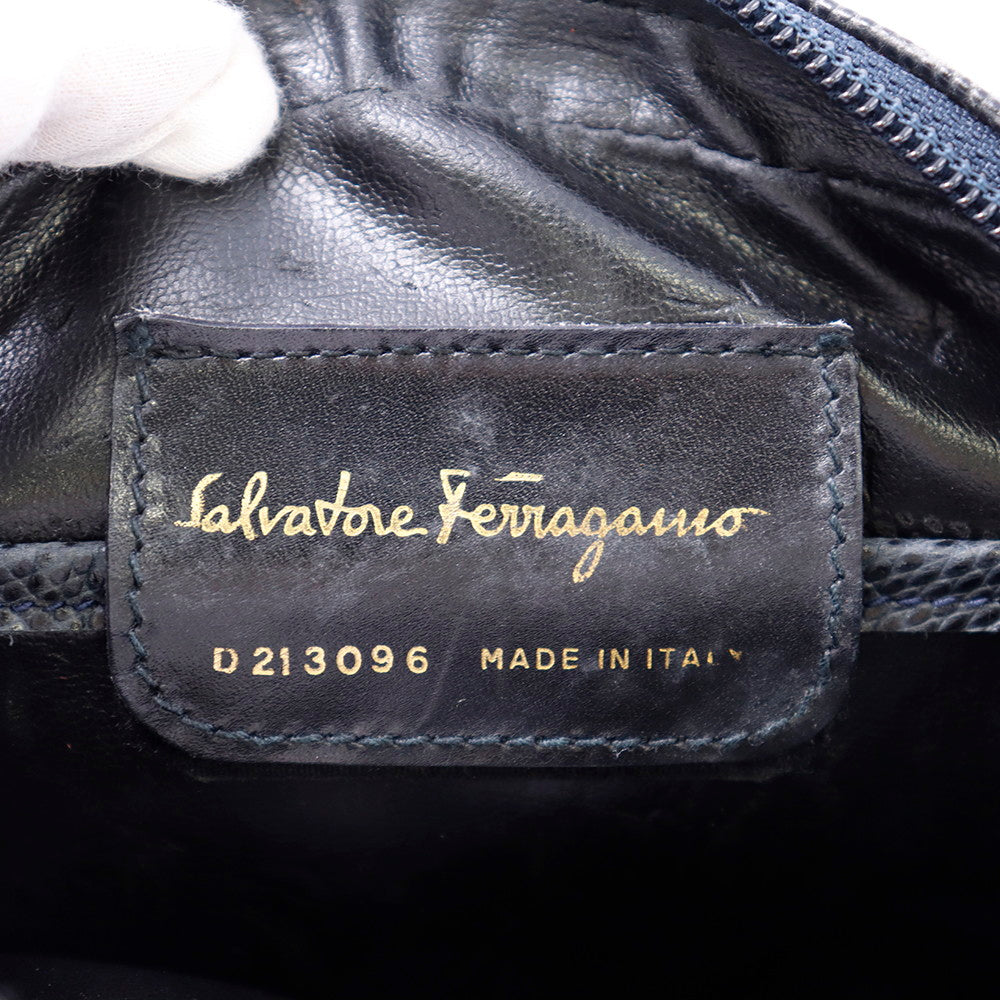 Salvatore Ferragamo
D213096 MADE IN ITALY